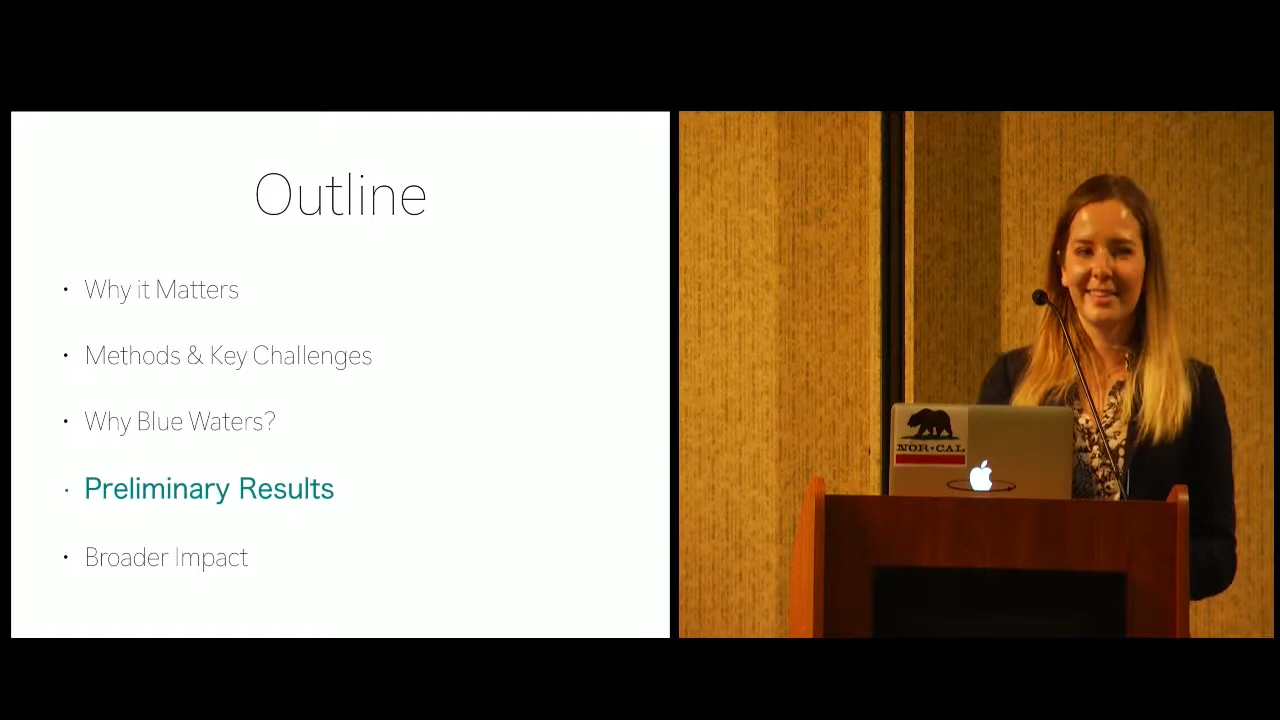 Outline
• Why it Matters
• Methods & Key Challenges
• Why Blue Waters?
• Preliminary Results
• Broader Impact
NOR•CAL